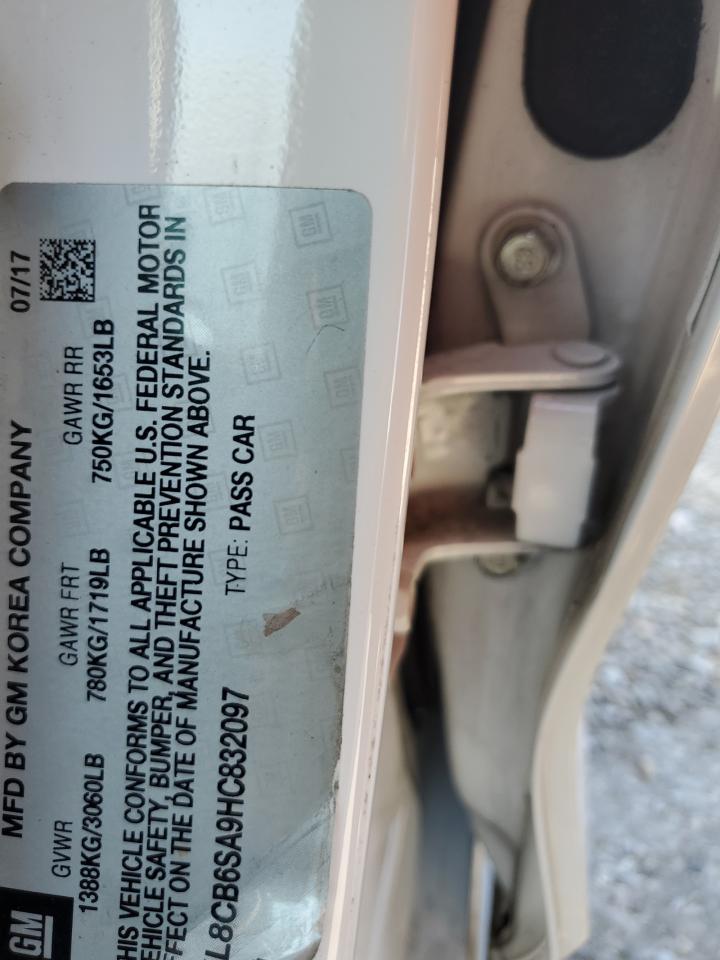 GM
MFD BY GM KOREA COMPANY 07/17
GVWR GAWR FRT GAWR RR
1388KG/3060LB 780KG/1719LB 750KG/1653LB
HIS VEHICLE CONFORMS TO ALL APPLICABLE U.S. FEDERAL MOTOR
EHICLE SAFETY, BUMPER, AND THEFT PREVENTION STANDARDS IN
FFECT ON THE DATE OF MANUFACTURE SHOWN ABOVE.
L8CB6SA9HC832097 TYPE: PASS CAR